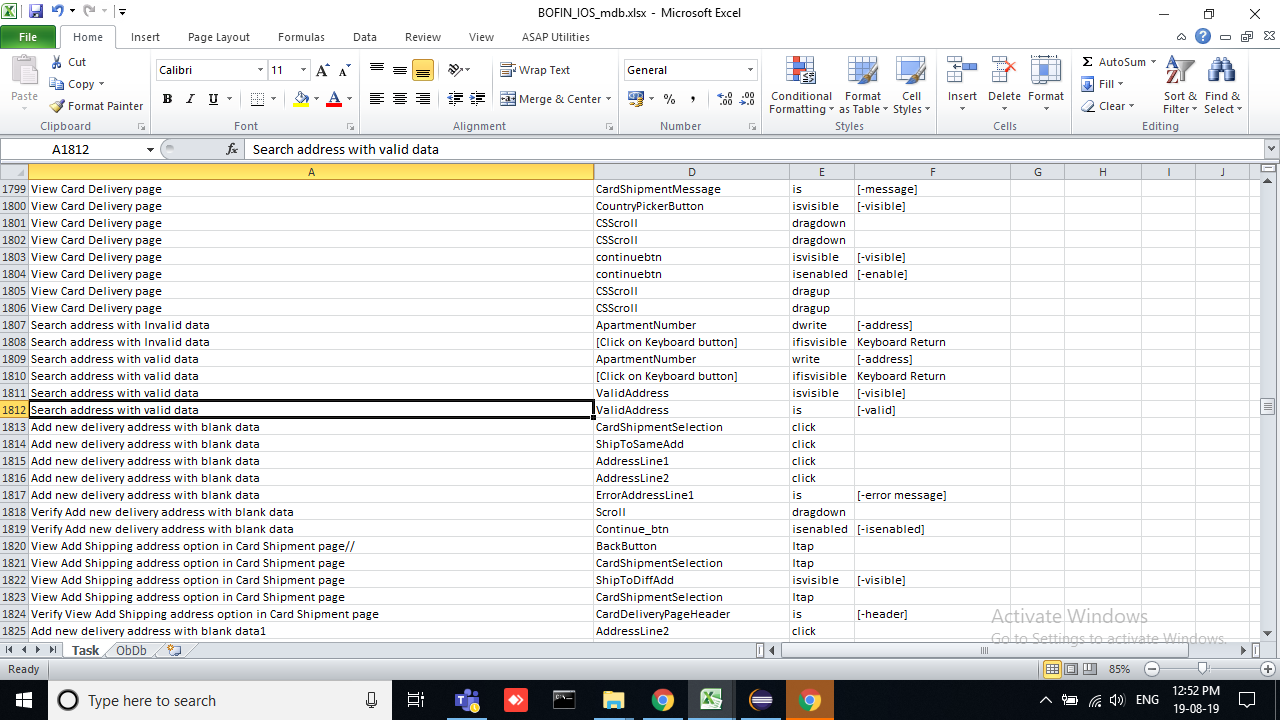 BOFIN_IOS_mdb.xlsx - Microsoft Excel
File Home Insert Page Layout Formulas Data Review View ASAP Utilities
Paste Cut Copy Format Painter Clipboard
Calibri 11 B I U A Font
Wrap Text Merge & Center Alignment
General % , Number
Conditional Formatting Format as Table Cell Styles Styles
Insert Delete Format Cells
AutoSum Fill Clear Sort & Filter Find & Select Editing
A1812 fx Search address with valid data
A D E F G H I J
1799 View Card Delivery page CardShipmentMessage is [-message]
1800 View Card Delivery page CountryPickerButton isvisible [-visible]
1801 View Card Delivery page CSScroll dragdown
1802 View Card Delivery page CSScroll dragdown
1803 View Card Delivery page continuebtn isvisible [-visible]
1804 View Card Delivery page continuebtn isenabled [-enable]
1805 View Card Delivery page CSScroll dragup
1806 View Card Delivery page CSScroll dragup
1807 Search address with Invalid data ApartmentNumber dwrite [-address]
1808 Search address with Invalid data [Click on Keyboard button] ifisvisible Keyboard Return
1809 Search address with valid data ApartmentNumber write [-address]
1810 Search address with valid data [Click on Keyboard button] ifisvisible Keyboard Return
1811 Search address with valid data ValidAddress isvisible [-visible]
1812 Search address with valid data ValidAddress is [-valid]
1813 Add new delivery address with blank data CardShipmentSelection click
1814 Add new delivery address with blank data ShipToSameAdd click
1815 Add new delivery address with blank data AddressLine1 click
1816 Add new delivery address with blank data AddressLine2 click
1817 Add new delivery address with blank data ErrorAddressLine1 is [-error message]
1818 Verify Add new delivery address with blank data Scroll dragdown
1819 Verify Add new delivery address with blank data Continue_btn isenabled [-isenabled]
1820 View Add Shipping address option in Card Shipment page// BackButton ltap
1821 View Add Shipping address option in Card Shipment page CardShipmentSelection ltap
1822 View Add Shipping address option in Card Shipment page ShipToDiffAdd isvisible [-visible]
1823 View Add Shipping address option in Card Shipment page CardShipmentSelection ltap
1824 Verify View Add Shipping address option in Card Shipment page CardDeliveryPageHeader is [-header]
1825 Add new delivery address with blank data1 AddressLine2 click
Activate Windows
Go to Settings to activate Windows.
Task ObDb
Ready 85%
Type here to search ENG 12:52 PM
19-08-19